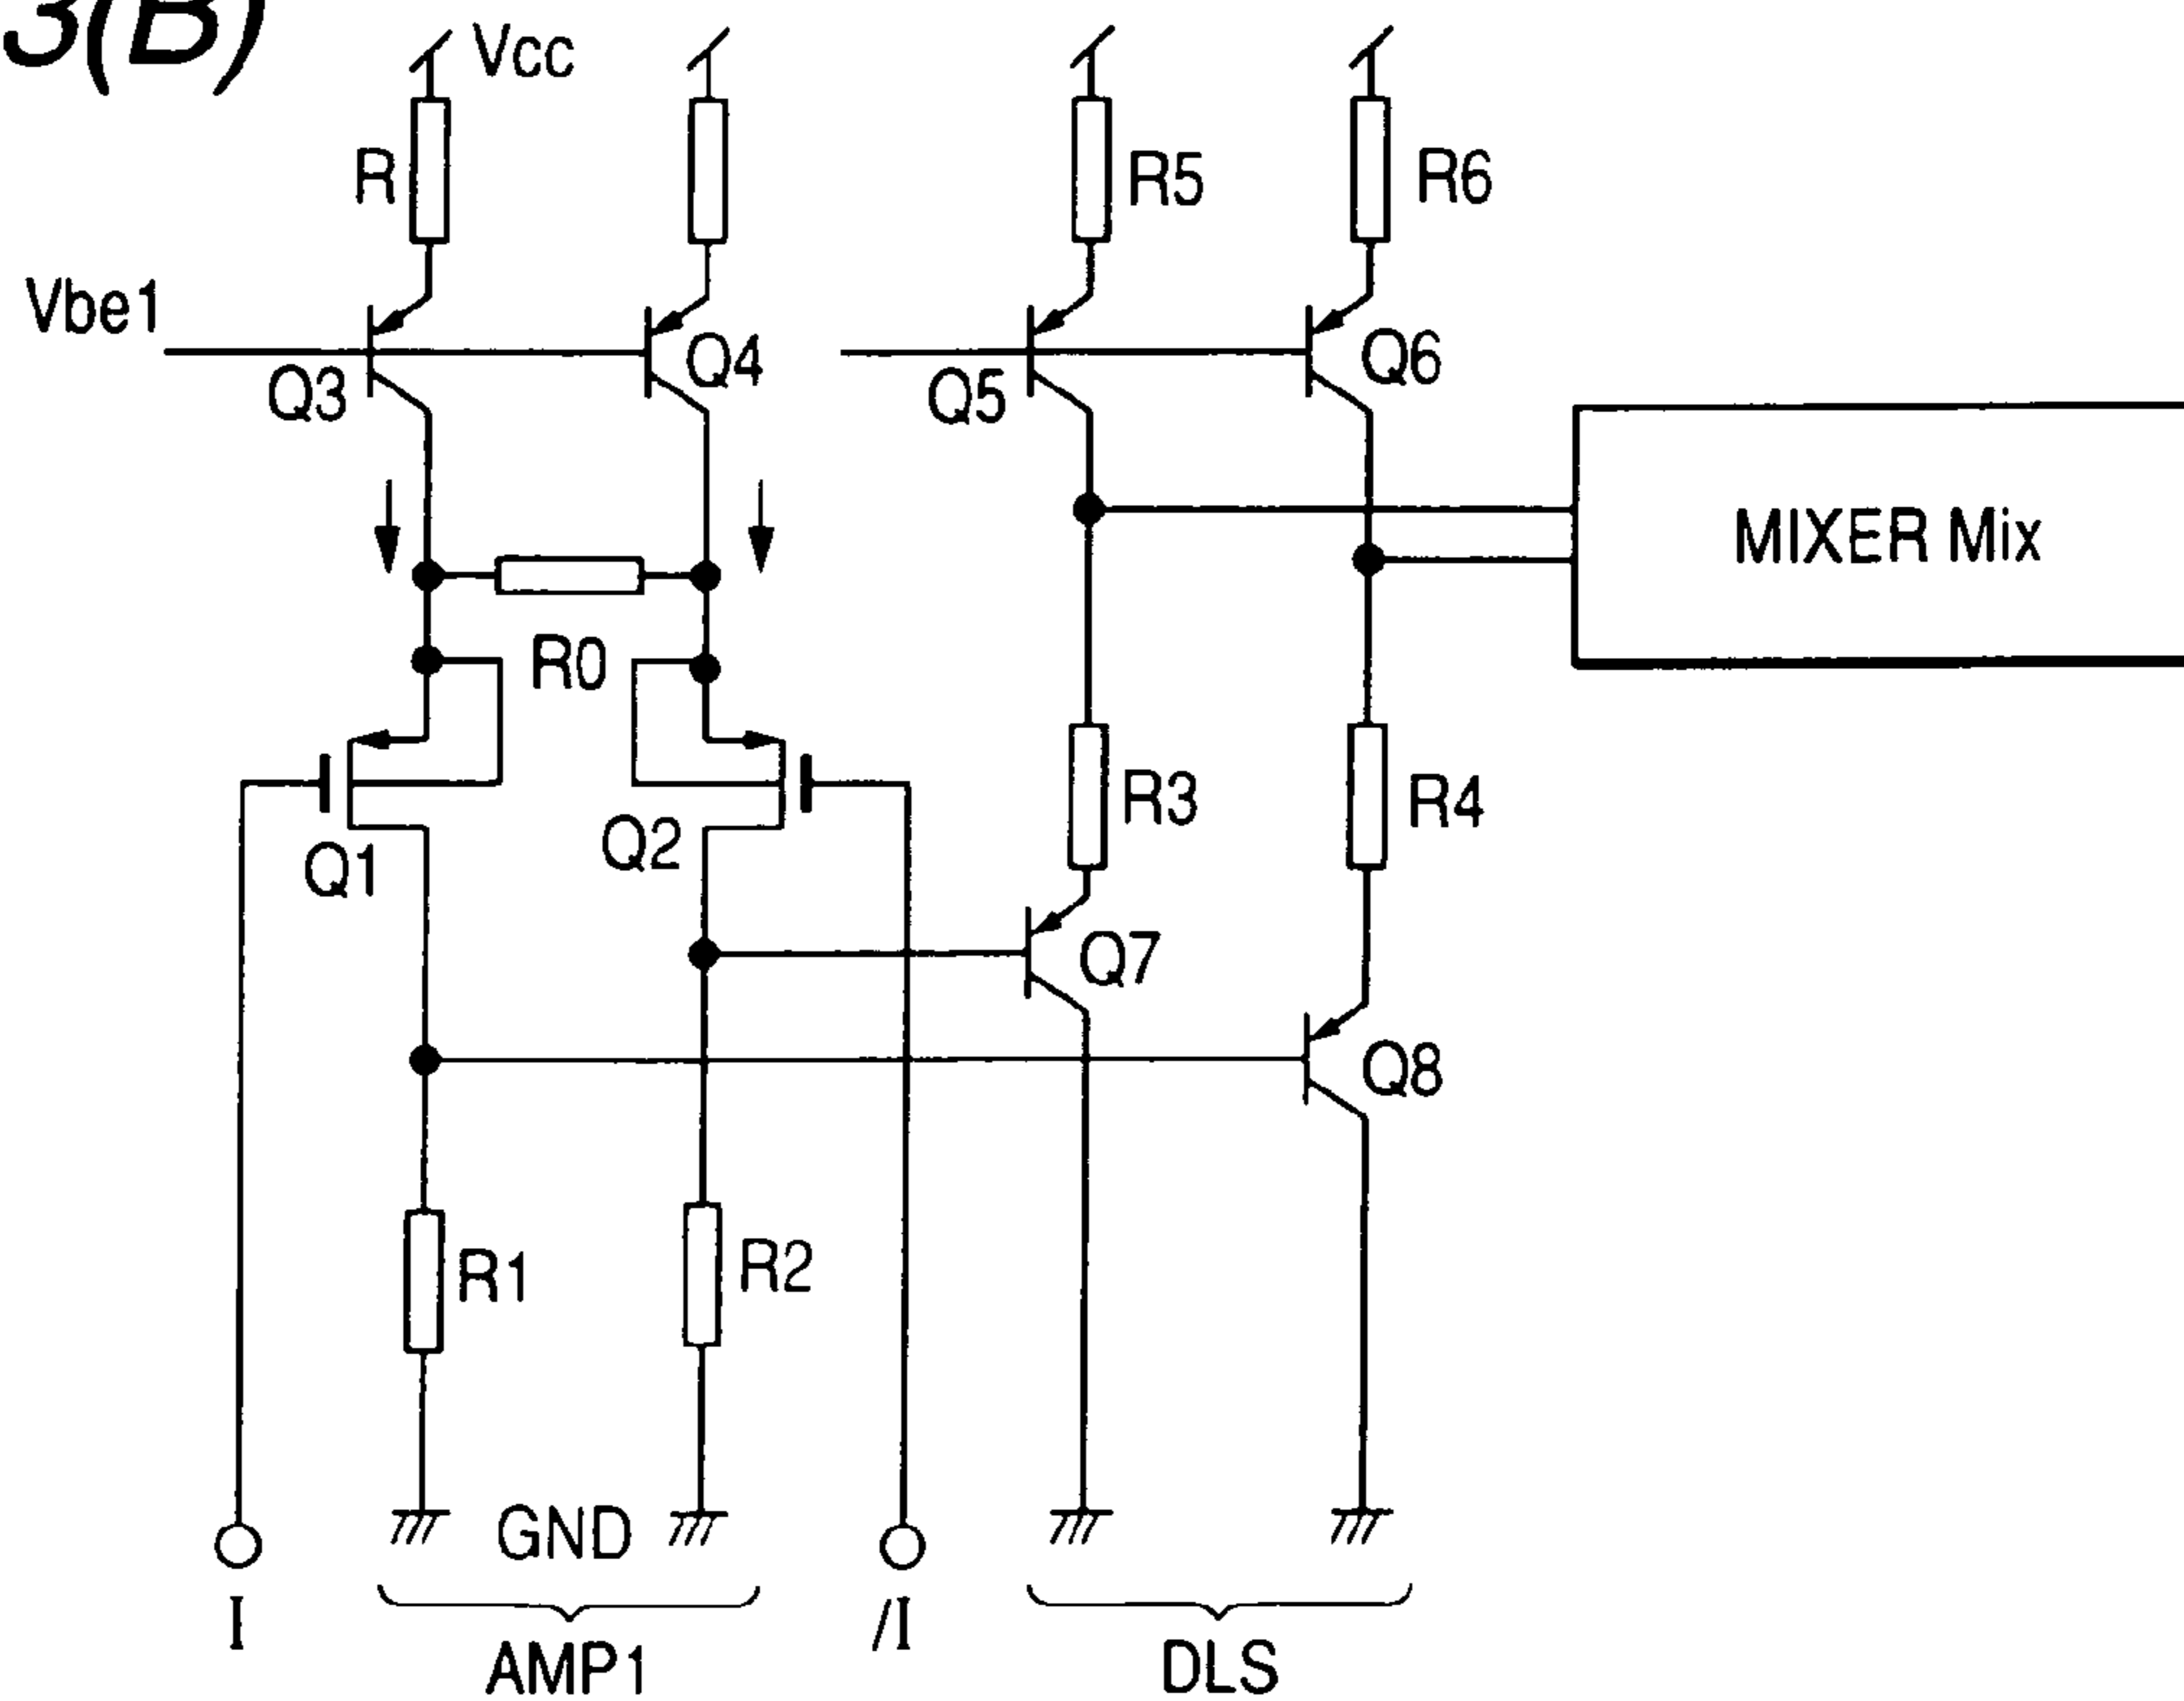 3(B)
Vcc
R
R5
R6
Vbe1
Q3
Q4
Q5
Q6
MIXER Mix
R0
Q1
Q2
R3
R4
Q7
Q8
R1
R2
GND
I
/I
AMP1
DLS